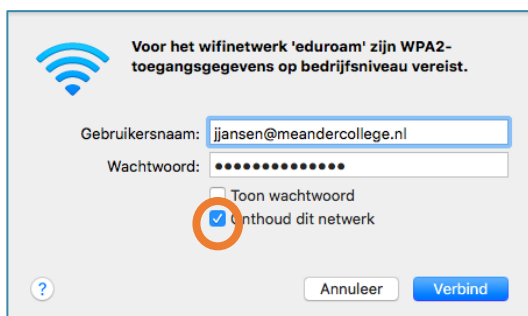 Voor het wifinetwerk 'eduroam' zijn WPA2-
toegangsgegevens op bedrijfsniveau vereist.
Gebruikersnaam: jjansen@meandercollege.nl
Wachtwoord: ••••••••••••••
Toon wachtwoord
Onthoud dit netwerk
? Annuleer Verbind